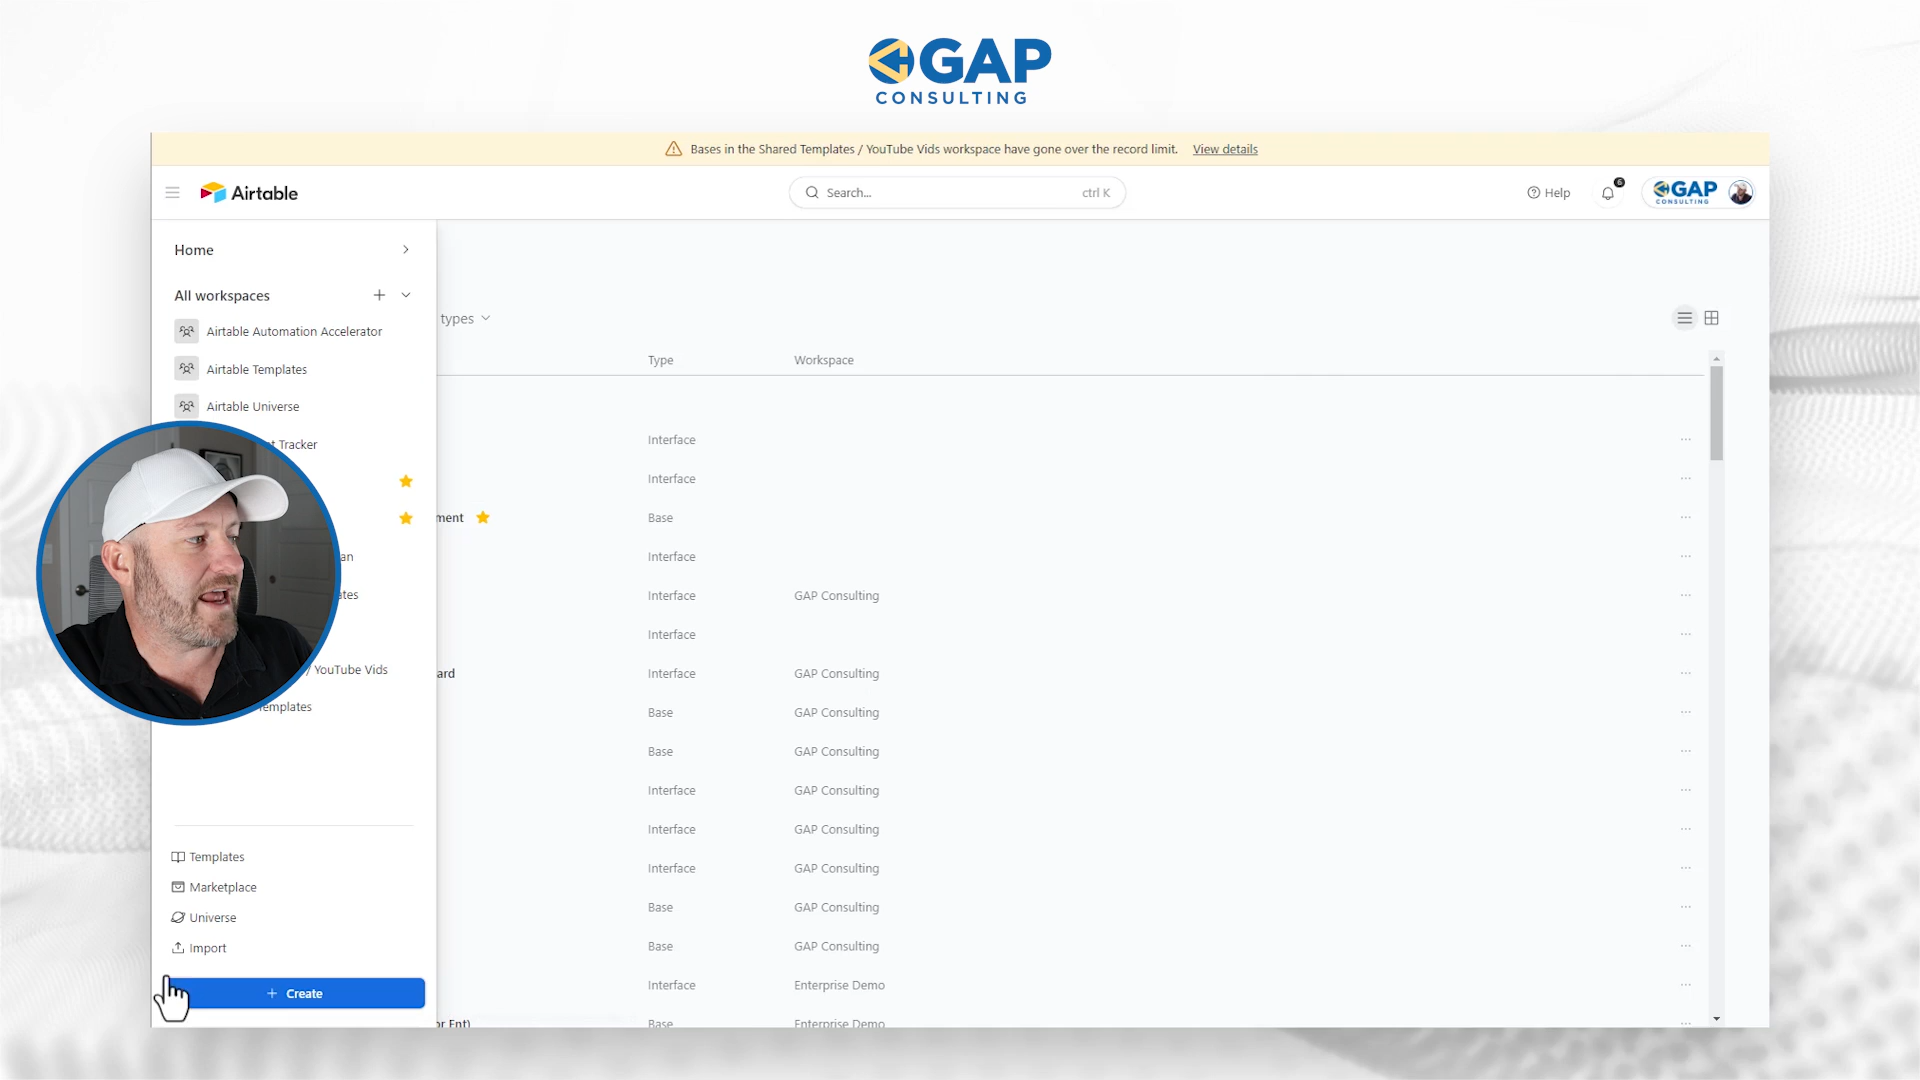 GAP
CONSULTING
Bases in the Shared Templates / YouTube Vids workspace have gone over the record limit. View details
Airtable
Search... ctrl K
Help
6
GAP
CONSULTING
Home
All workspaces
Airtable Automation Accelerator
Airtable Templates
Airtable Universe
Tracker
/ YouTube Vids
Templates
Marketplace
Universe
Import
+ Create
types
Type Workspace
Interface
Interface
ment Base
Interface
Interface GAP Consulting
Interface
ard Interface GAP Consulting
Base GAP Consulting
Base GAP Consulting
Interface GAP Consulting
Interface GAP Consulting
Interface GAP Consulting
Base GAP Consulting
Base GAP Consulting
Interface Enterprise Demo
or Ent) Base Enterprise Demo